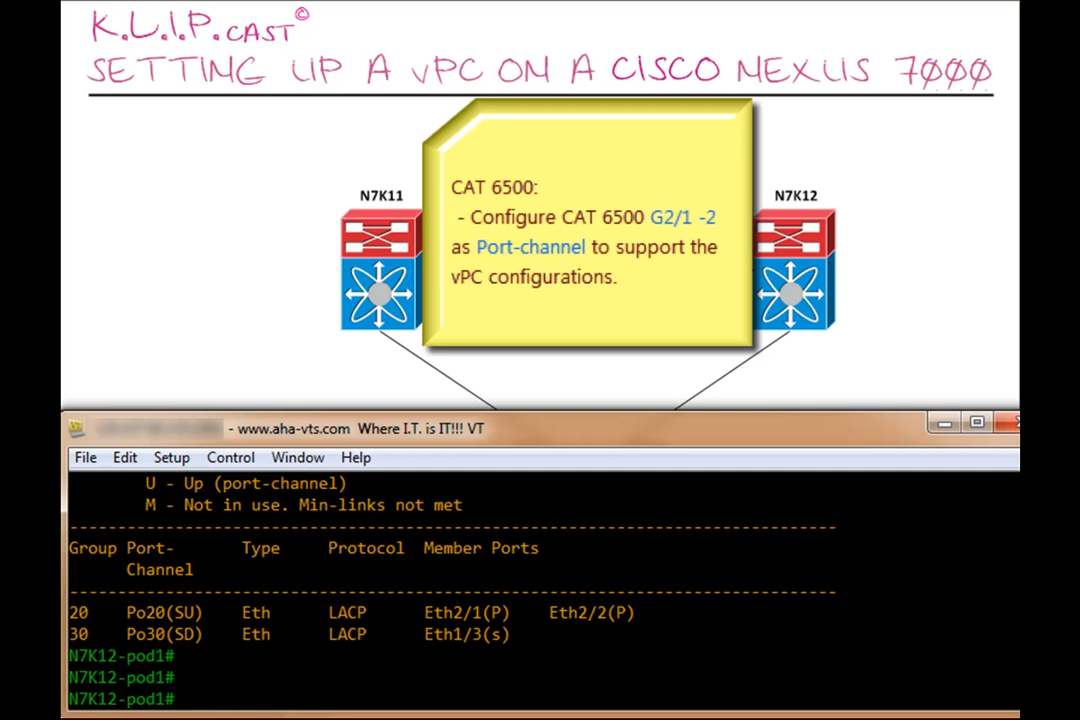 K.L.I.P.CAST©
SETTING UP A vPC ON A CISCO NEXUS 7000
N7K11
N7K12
CAT 6500:
- Configure CAT 6500 G2/1 -2
as Port-channel to support the
vPC configurations.
- www.aha-vts.com Where I.T. is IT!!! VT
File Edit Setup Control Window Help
U - Up (port-channel)
M - Not in use. Min-links not met
--------------------------------------------------------------------------------
Group Port- Type Protocol Member Ports
Channel
--------------------------------------------------------------------------------
20 Po20(SU) Eth LACP Eth2/1(P) Eth2/2(P)
30 Po30(SD) Eth LACP Eth1/3(s)
N7K12-pod1#
N7K12-pod1#
N7K12-pod1#